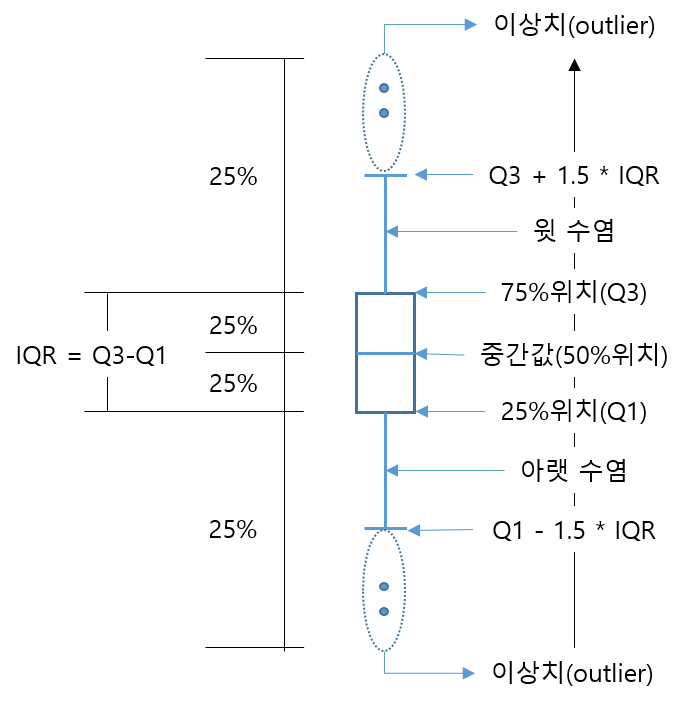 이상치(outlier)
25%
Q3 + 1.5 * IQR
윗 수염
75%위치(Q3)
25%
IQR = Q3-Q1
중간값(50%위치)
25%
25%위치(Q1)
아랫 수염
25%
Q1 - 1.5 * IQR
이상치(outlier)